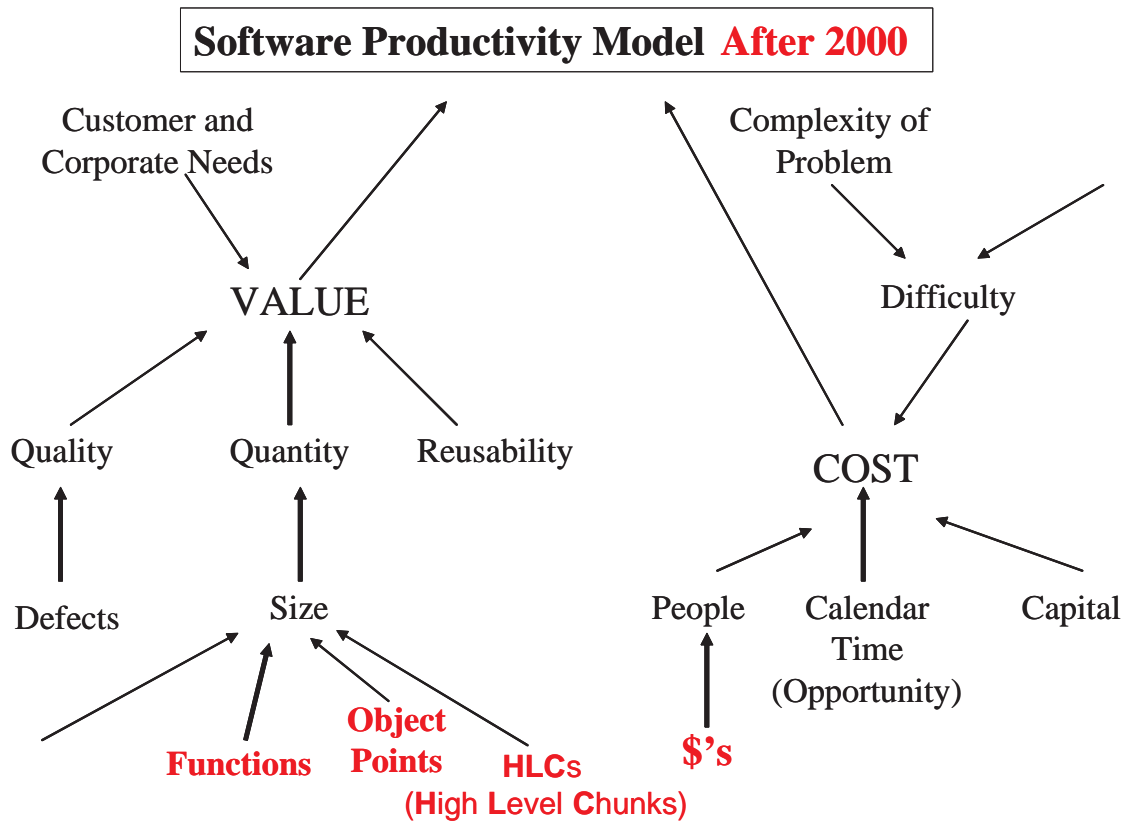 Software Productivity Model After 2000
Customer and
Corporate Needs
Complexity of
Problem
VALUE
Difficulty
Quality
Quantity
Reusability
COST
Defects
Size
People
Calendar
Time
(Opportunity)
Capital
Functions
Object
Points
HLCs
(High Level Chunks)
$'s